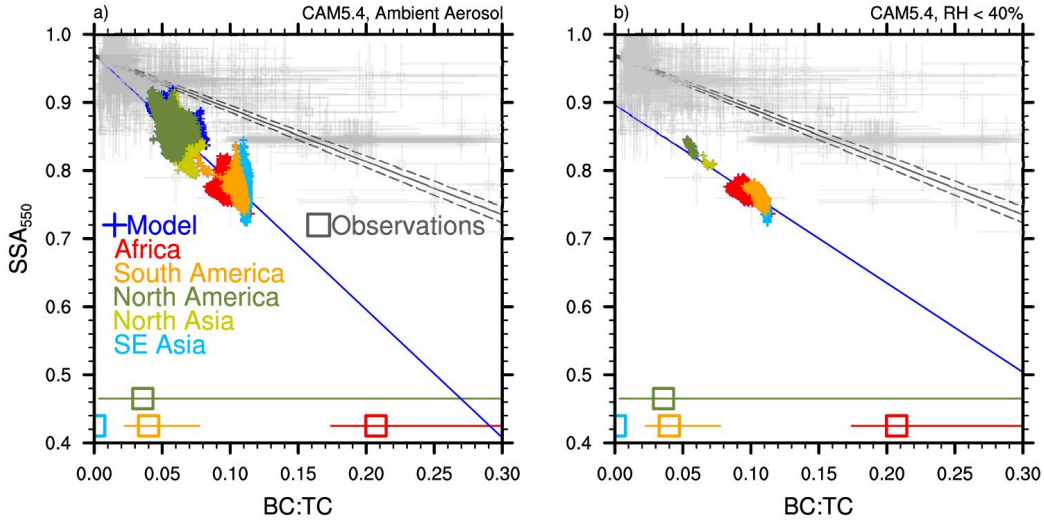 a) CAM5.4, Ambient Aerosol
1.0
0.9
0.8
0.7
0.6
0.5
0.4
SSA550
+Model
□Observations
Africa
South America
North America
North Asia
SE Asia
0.00 0.05 0.10 0.15 0.20 0.25 0.30
BC:TC
b) CAM5.4, RH < 40%
1.0
0.9
0.8
0.7
0.6
0.5
0.4
0.00 0.05 0.10 0.15 0.20 0.25 0.30
BC:TC